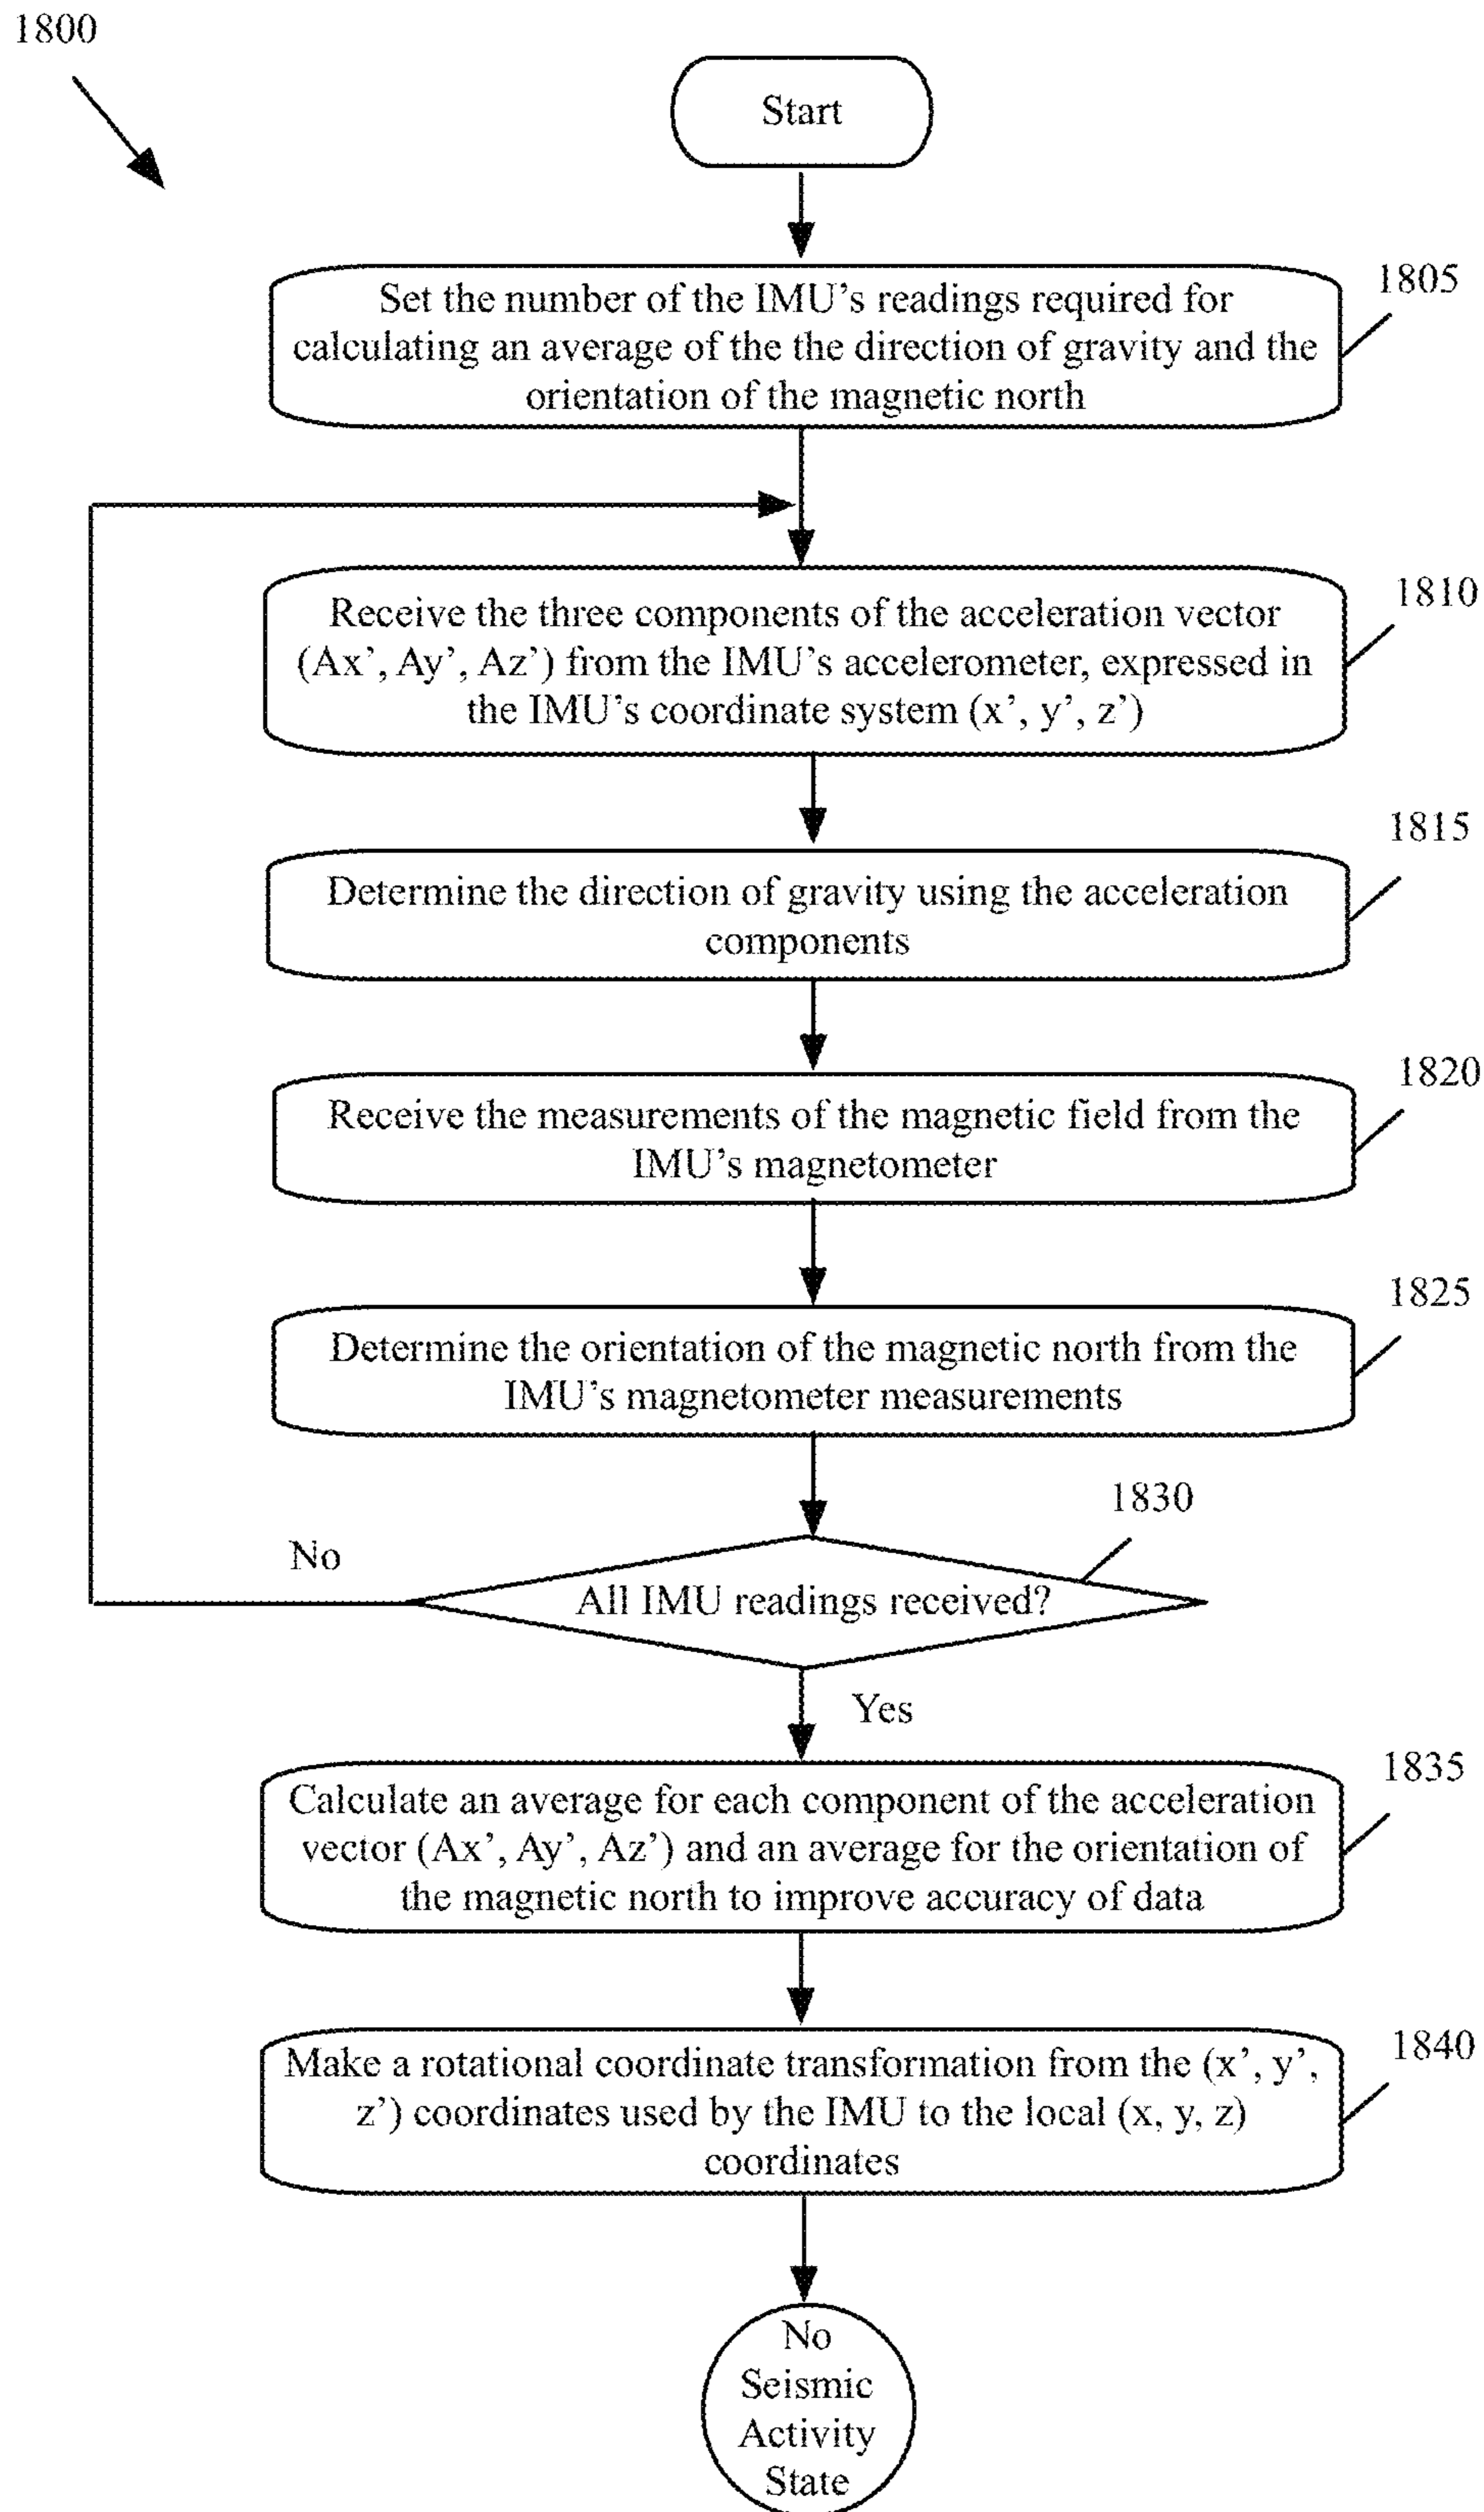 1800
Start
1805
Set the number of the IMU's readings required for
calculating an average of the the direction of gravity and the
orientation of the magnetic north
1810
Receive the three components of the acceleration vector
(Ax', Ay', Az') from the IMU's accelerometer, expressed in
the IMU's coordinate system (x', y', z')
1815
Determine the direction of gravity using the acceleration
components
1820
Receive the measurements of the magnetic field from the
IMU's magnetometer
1825
Determine the orientation of the magnetic north from the
IMU's magnetometer measurements
1830
No
All IMU readings received?
Yes
1835
Calculate an average for each component of the acceleration
vector (Ax', Ay', Az') and an average for the orientation of
the magnetic north to improve accuracy of data
1840
Make a rotational coordinate transformation from the (x', y',
z') coordinates used by the IMU to the local (x, y, z)
coordinates
No
Seismic
Activity
State